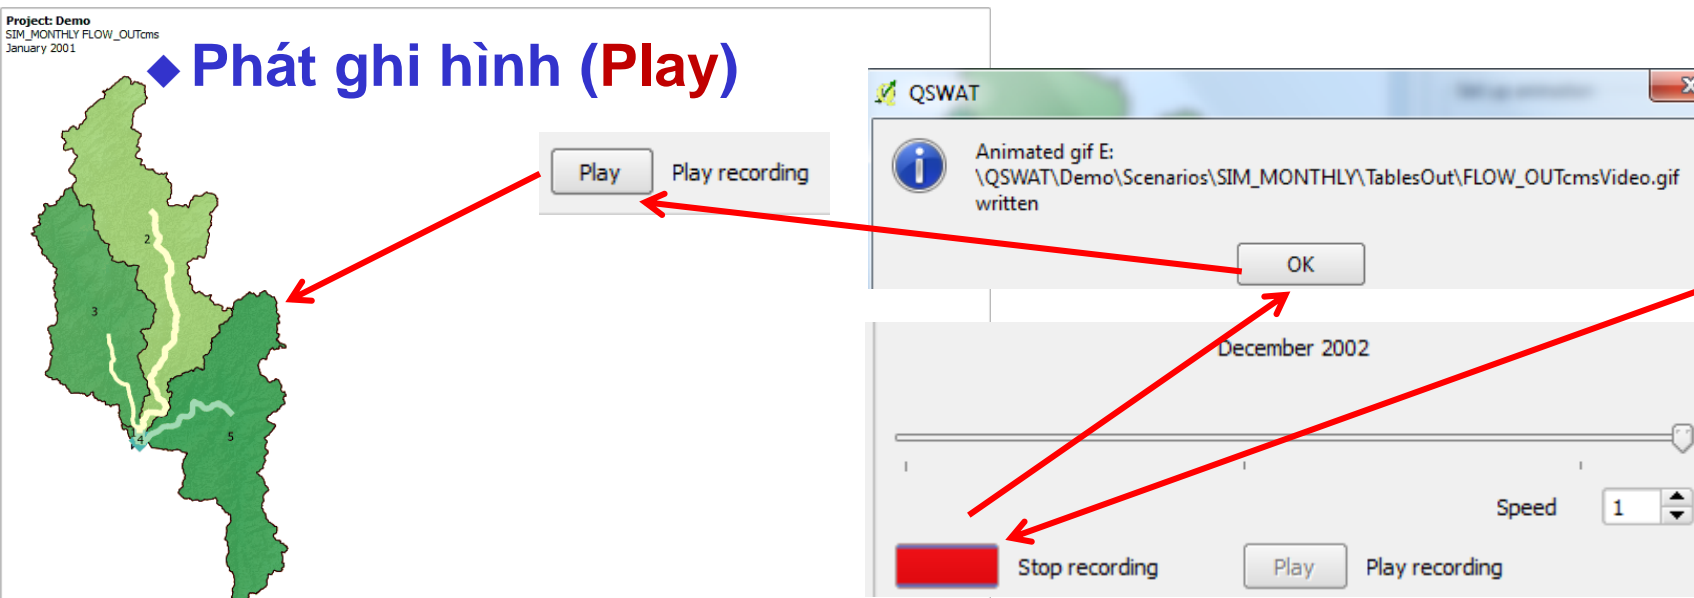 Project: Demo
SIM_MONTHLY FLOW_OUTcms
January 2001
Phát ghi hình (Play)
Play Play recording
QSWAT
Animated gif E:
\QSWAT\Demo\Scenarios\SIM_MONTHLY\TablesOut\FLOW_OUTcmsVideo.gif
written
OK
December 2002
Speed 1
Stop recording Play Play recording
2
3
4
5